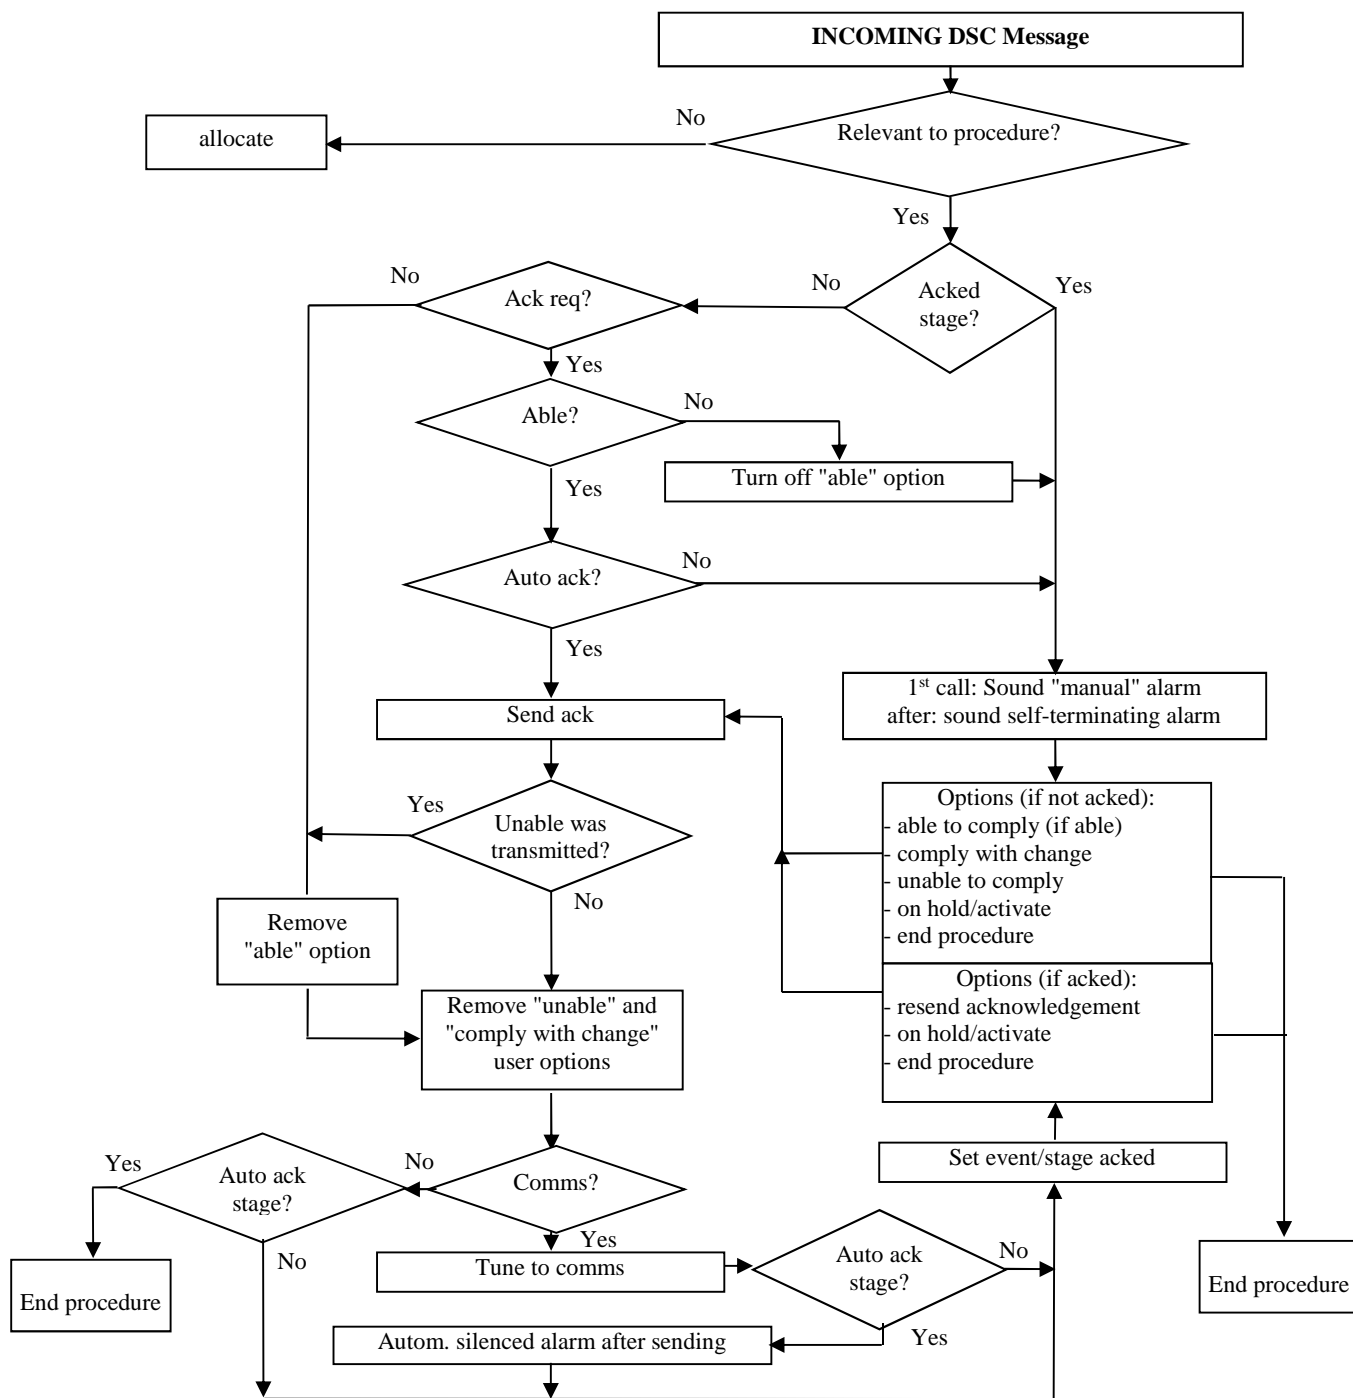 INCOMING DSC Message
No
allocate
Relevant to procedure?
Yes
No
Ack req?
No
Acked
stage?
Yes
Yes
Able?
No
Turn off "able" option
Yes
Auto ack?
No
Yes
Send ack
1st call: Sound "manual" alarm
after: sound self-terminating alarm
Yes
Unable was
transmitted?
No
Options (if not acked):
- able to comply (if able)
- comply with change
- unable to comply
- on hold/activate
- end procedure
Remove
"able" option
Options (if acked):
- resend acknowledgement
- on hold/activate
- end procedure
Remove "unable" and
"comply with change"
user options
Set event/stage acked
Yes
Auto ack
stage?
No
Comms?
Yes
No
Tune to comms
Auto ack
stage?
No
Yes
End procedure
End procedure
Autom. silenced alarm after sending